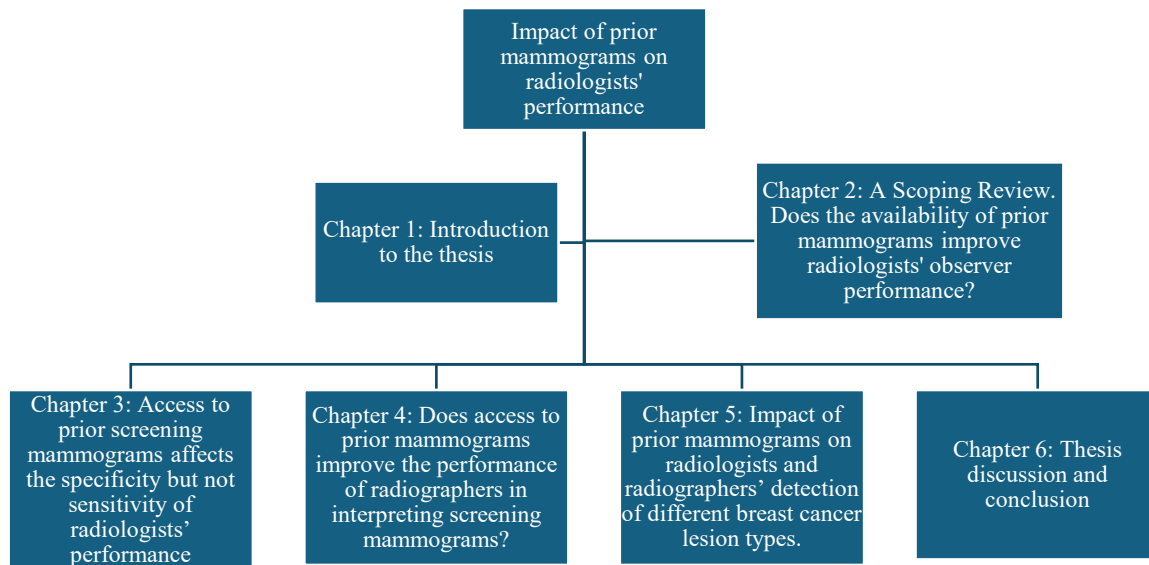 Impact of prior
mammograms on
radiologists'
performance
Chapter 1: Introduction
to the thesis
Chapter 2: A Scoping Review.
Does the availability of prior
mammograms improve
radiologists' observer
performance?
Chapter 3: Access to
prior screening
mammograms affects
the specificity but not
sensitivity of
radiologists’
performance
Chapter 4: Does access to
prior mammograms
improve the performance
of radiographers in
interpreting screening
mammograms?
Chapter 5: Impact of
prior mammograms on
radiologists and
radiographers’ detection
of different breast cancer
lesion types.
Chapter 6: Thesis
discussion and
conclusion